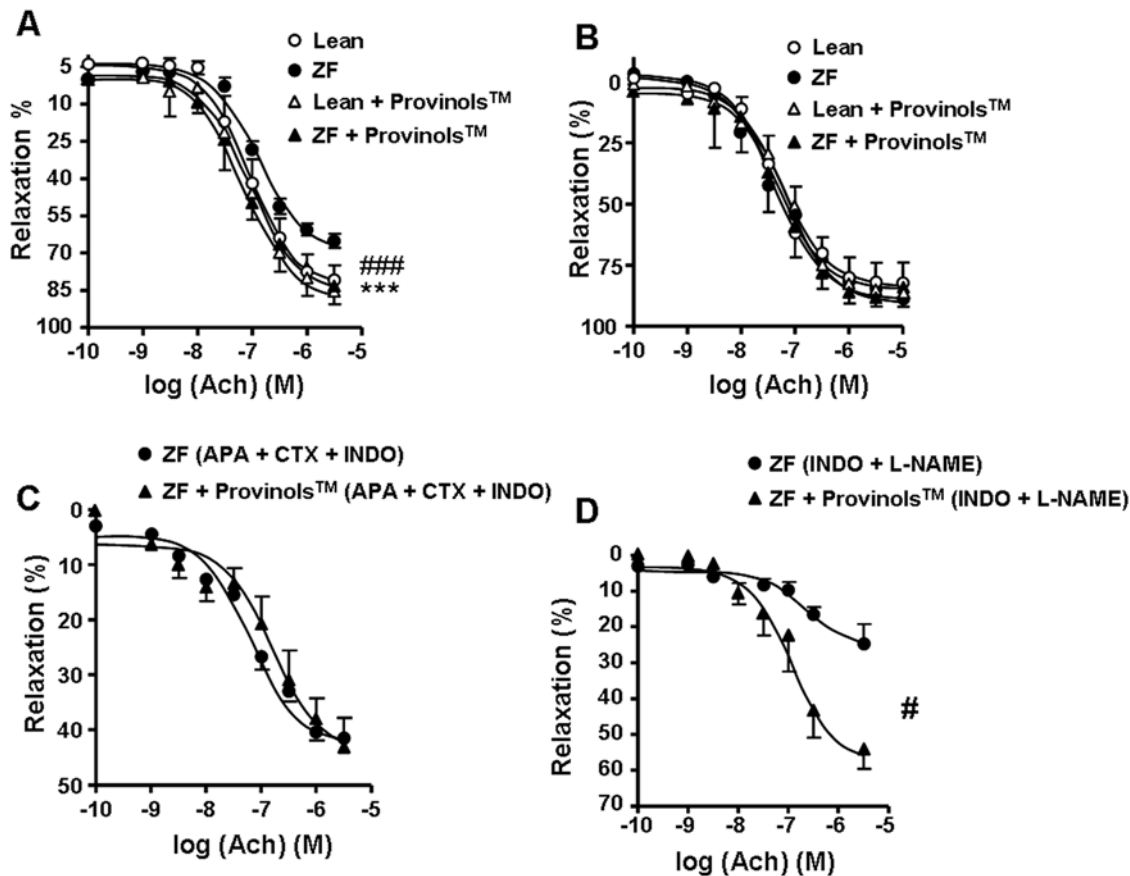 A
Lean
ZF
Lean + Provinols™
ZF + Provinols™
Relaxation %
5
10
25
40
55
70
85
100
###
***
-10 -9 -8 -7 -6 -5
log (Ach) (M)
B
Lean
ZF
Lean + Provinols™
ZF + Provinols™
Relaxation (%)
0
25
50
75
100
-10 -9 -8 -7 -6 -5
log (Ach) (M)
ZF (APA + CTX + INDO)
ZF + Provinols™ (APA + CTX + INDO)
C
Relaxation (%)
0
10
20
30
40
50
-10 -9 -8 -7 -6 -5
log (Ach) (M)
ZF (INDO + L-NAME)
ZF + Provinols™ (INDO + L-NAME)
D
Relaxation (%)
0
10
20
30
40
50
60
70
#
-10 -9 -8 -7 -6 -5
log (Ach) (M)